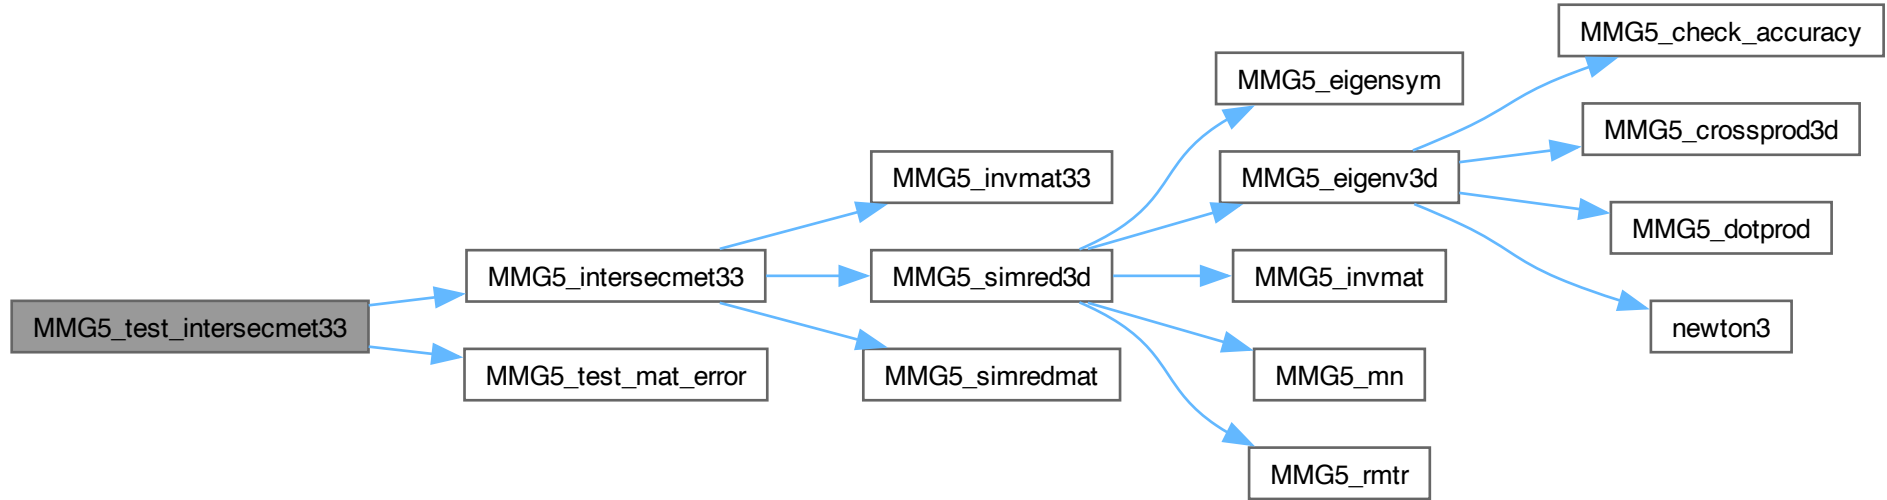 MMG5_test_intersecmet33
MMG5_intersecmet33
MMG5_test_mat_error
MMG5_invmat33
MMG5_simred3d
MMG5_simredmat
MMG5_eigensym
MMG5_eigenv3d
MMG5_invmat
MMG5_mn
MMG5_rmtr
MMG5_check_accuracy
MMG5_crossprod3d
MMG5_dotprod
newton3